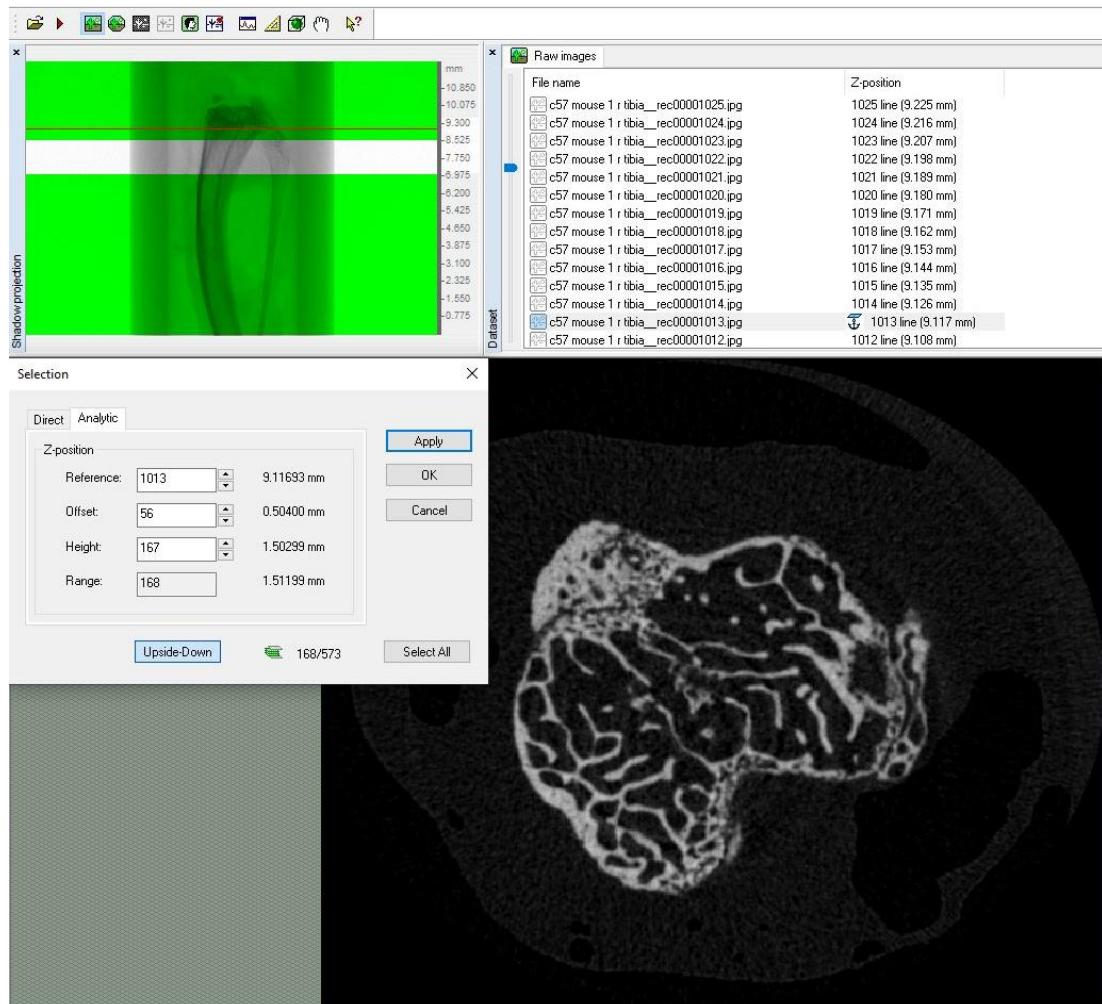 mm
10.850
10.075
9.300
8.525
7.750
6.975
6.200
5.425
4.650
3.875
3.100
2.325
1.550
0.775
Shadow projection
Raw images
File name Z-position
c57 mouse 1 r tibia__rec00001025.jpg 1025 line (9.225 mm)
c57 mouse 1 r tibia__rec00001024.jpg 1024 line (9.216 mm)
c57 mouse 1 r tibia__rec00001023.jpg 1023 line (9.207 mm)
c57 mouse 1 r tibia__rec00001022.jpg 1022 line (9.198 mm)
c57 mouse 1 r tibia__rec00001021.jpg 1021 line (9.189 mm)
c57 mouse 1 r tibia__rec00001020.jpg 1020 line (9.180 mm)
c57 mouse 1 r tibia__rec00001019.jpg 1019 line (9.171 mm)
c57 mouse 1 r tibia__rec00001018.jpg 1018 line (9.162 mm)
c57 mouse 1 r tibia__rec00001017.jpg 1017 line (9.153 mm)
c57 mouse 1 r tibia__rec00001016.jpg 1016 line (9.144 mm)
c57 mouse 1 r tibia__rec00001015.jpg 1015 line (9.135 mm)
c57 mouse 1 r tibia__rec00001014.jpg 1014 line (9.126 mm)
c57 mouse 1 r tibia__rec00001013.jpg 1013 line (9.117 mm)
c57 mouse 1 r tibia__rec00001012.jpg 1012 line (9.108 mm)
Dataset
Selection
Direct Analytic
Z-position
Reference: 1013 9.11693 mm
Offset: 56 0.50400 mm
Height: 167 1.50299 mm
Range: 168 1.51199 mm
Apply
OK
Cancel
Upside-Down 168/573 Select All